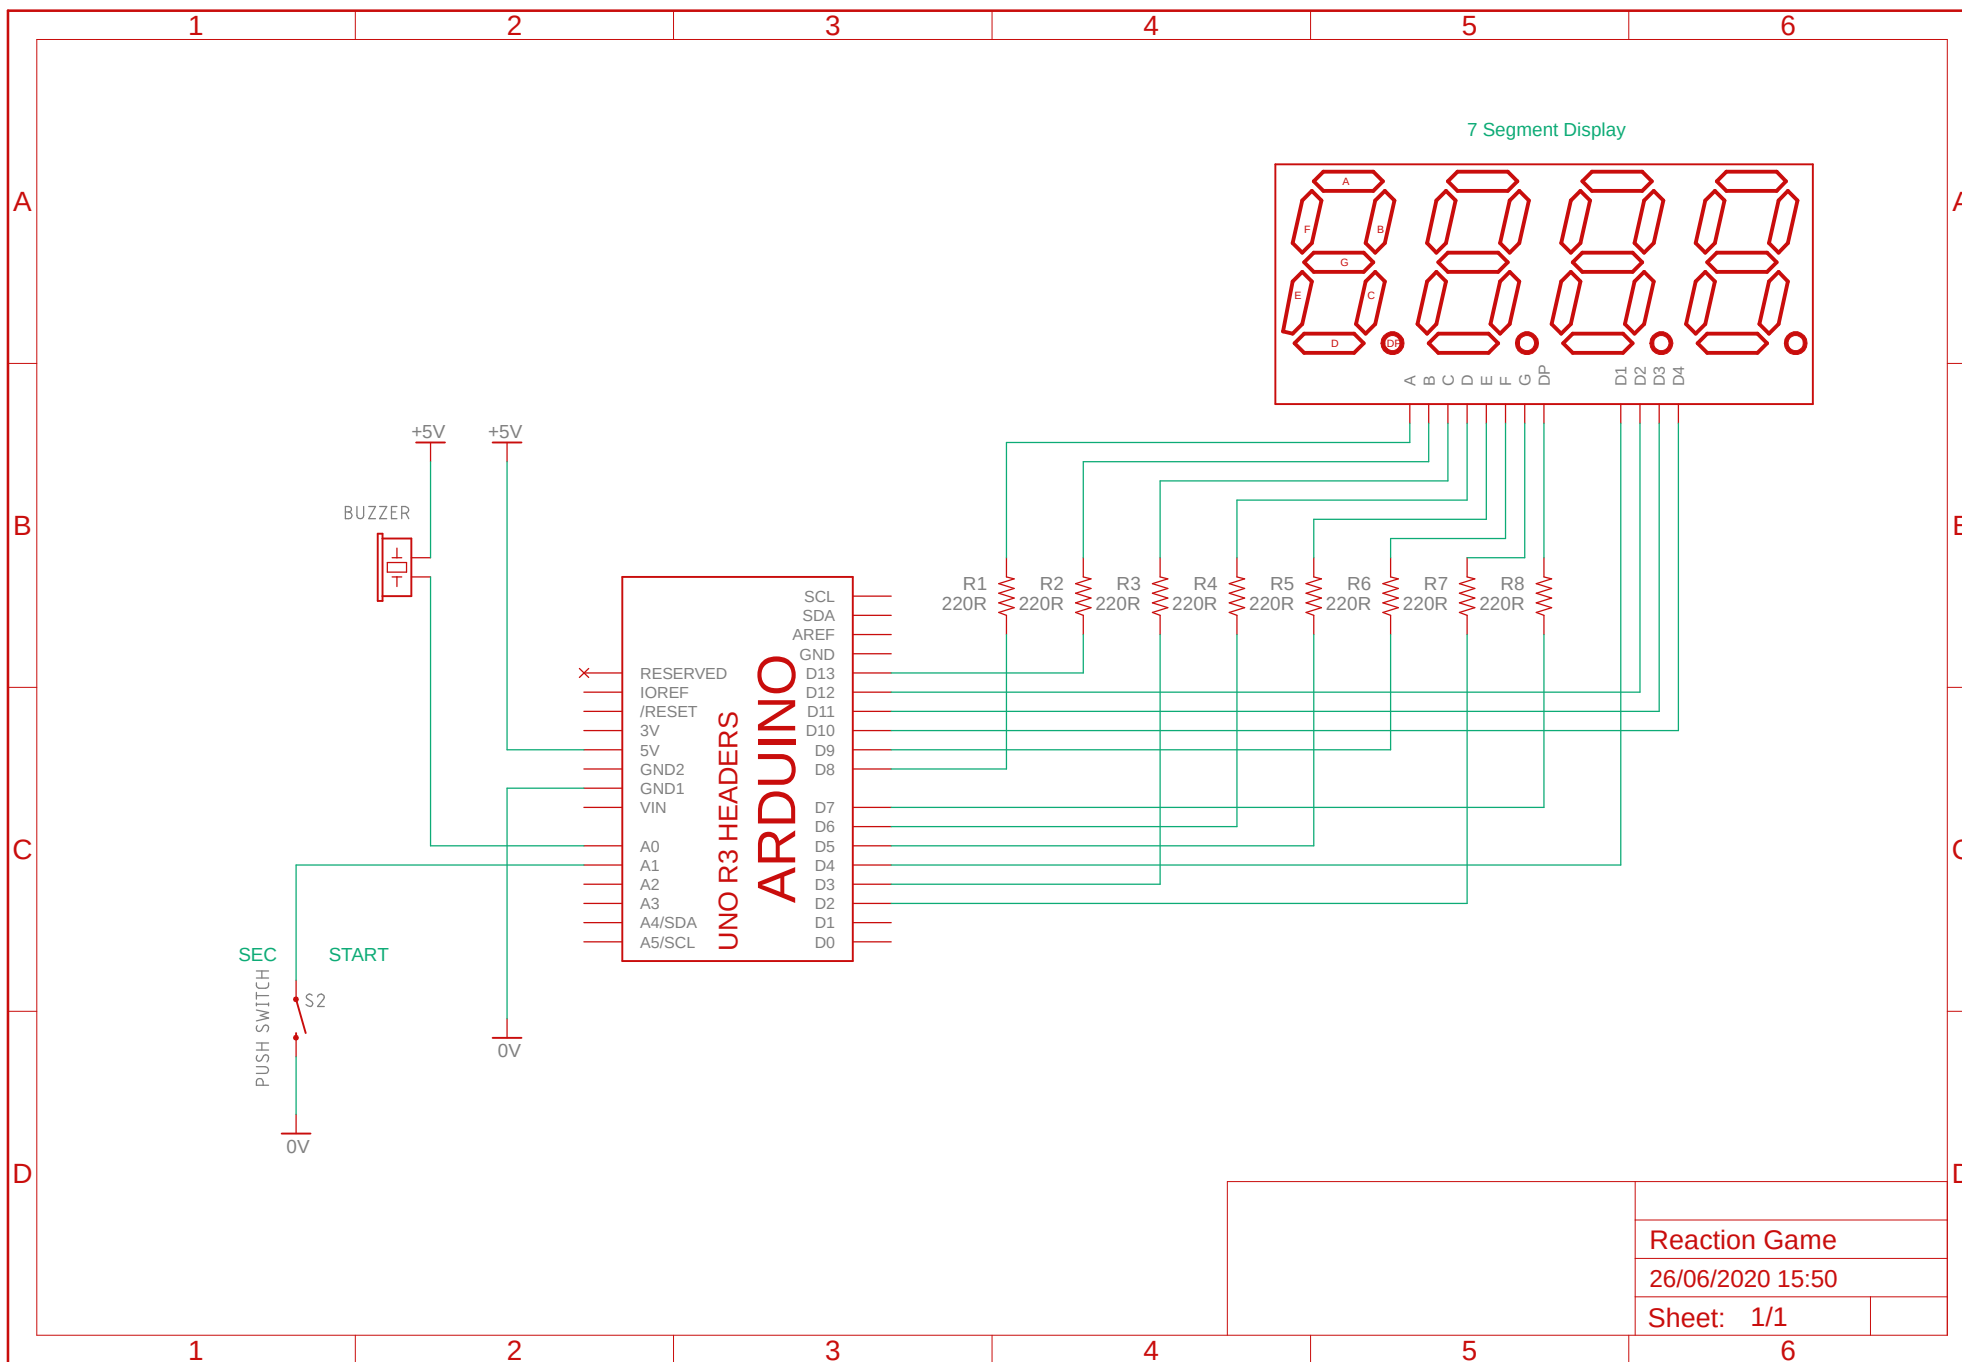 1 2 3 4 5 6
7 Segment Display
A
A
A
F
B
G
E
C
D
DP
A B C D E F G DP D1 D2 D3 D4
+5V +5V
BUZZER
B
R1 R2 R3 R4 R5 R6 R7 R8
220R 220R 220R 220R 220R 220R 220R 220R
SCL
SDA
AREF
GND
RESERVED D13
IOREF D12
/RESET D11
3V D10
5V D9
GND2 D8
GND1
VIN D7
D6
A0 D5
A1 D4
A2 D3
A3 D2
A4/SDA D1
A5/SCL D0
UNO R3 HEADERS
ARDUINO
C
SEC START
PUSH SWITCH
S2
0V
0V
D
Reaction Game
26/06/2020 15:50
Sheet: 1/1
1 2 3 4 5 6